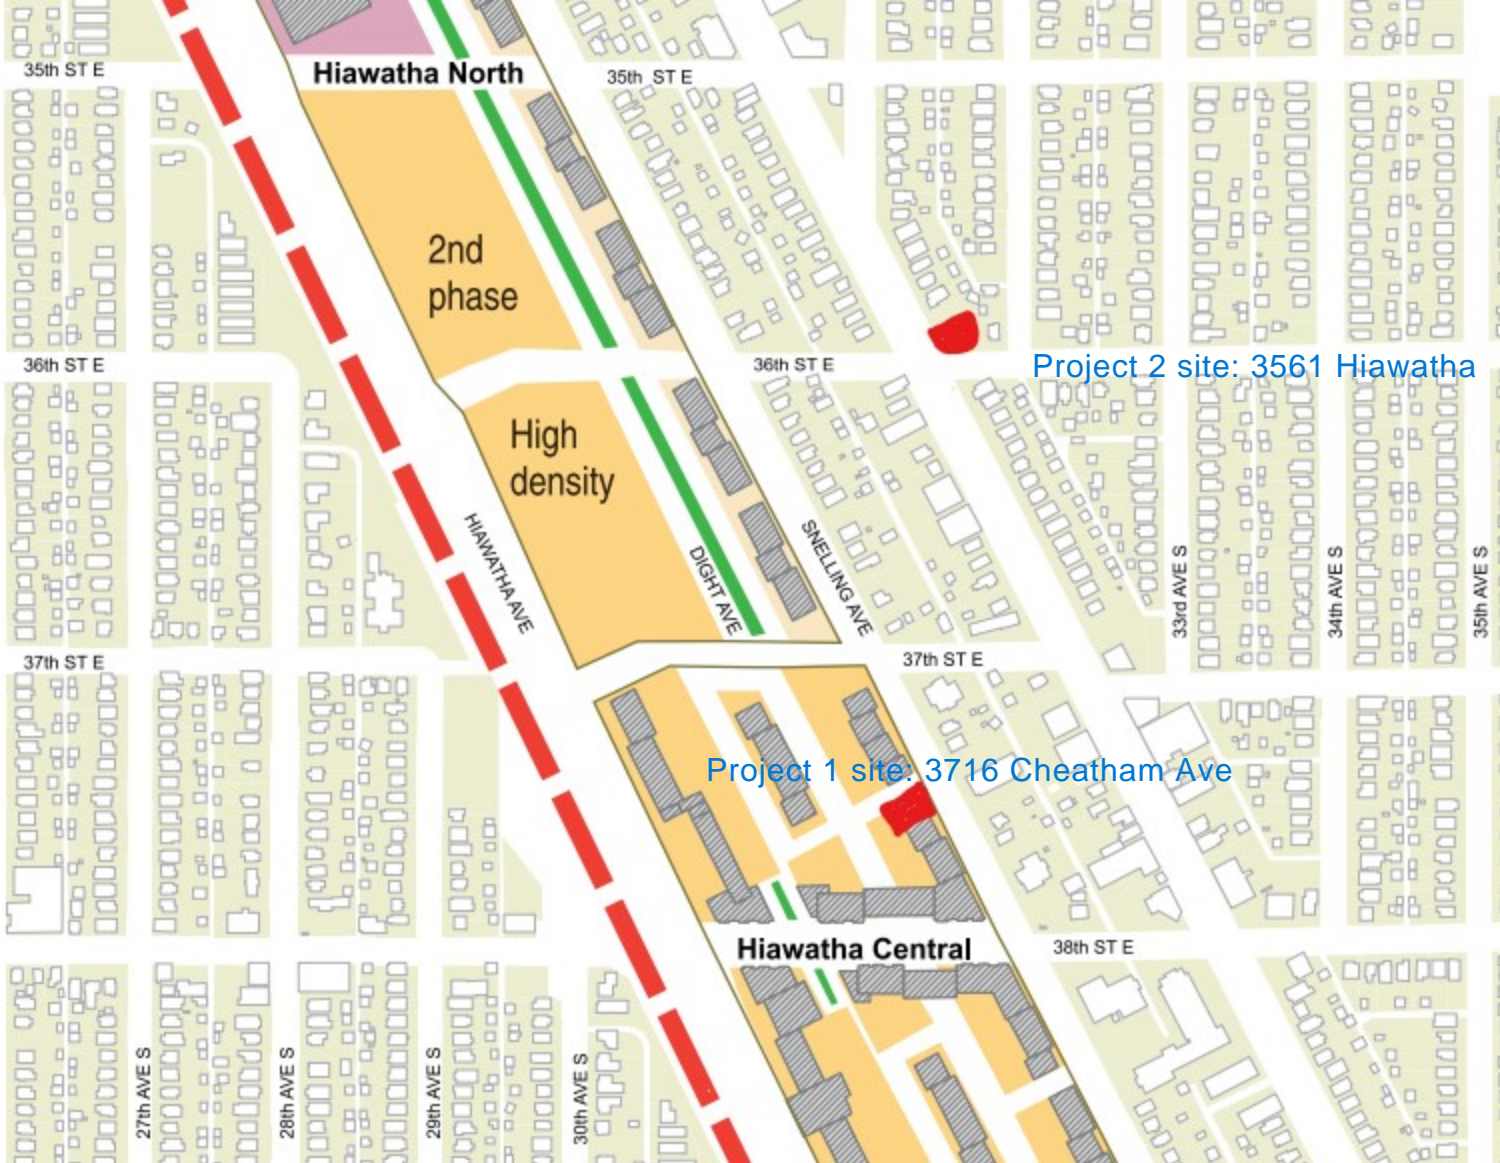 35th ST E
Hiawatha North
35th ST E
2nd
phase
36th ST E
36th ST E
Project 2 site: 3561 Hiawatha
High
density
HIAWATHA AVE
DIGHT AVE
SNELLING AVE
33rd AVE S
34th AVE S
35th AVE S
37th ST E
37th ST E
Project 1 site: 3716 Cheatham Ave
Hiawatha Central
38th ST E
27th AVE S
28th AVE S
29th AVE S
30th AVE S